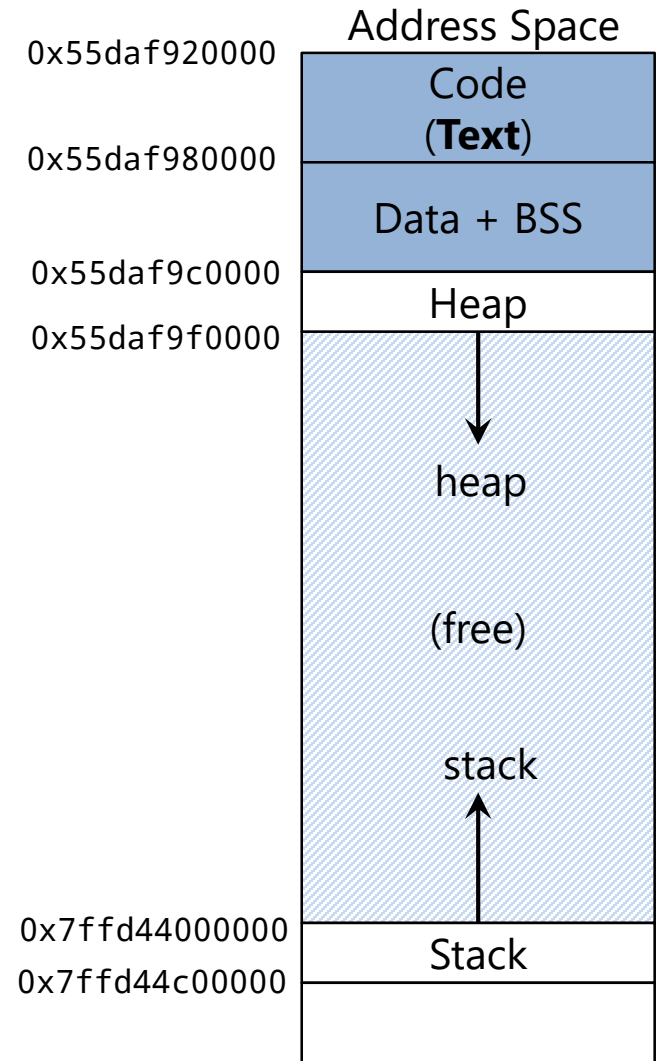 Address Space
0x55daf920000
Code
(Text)
0x55daf980000
Data + BSS
0x55daf9c0000
Heap
0x55daf9f0000
heap
(free)
stack
0x7ffd44000000
Stack
0x7ffd44c00000